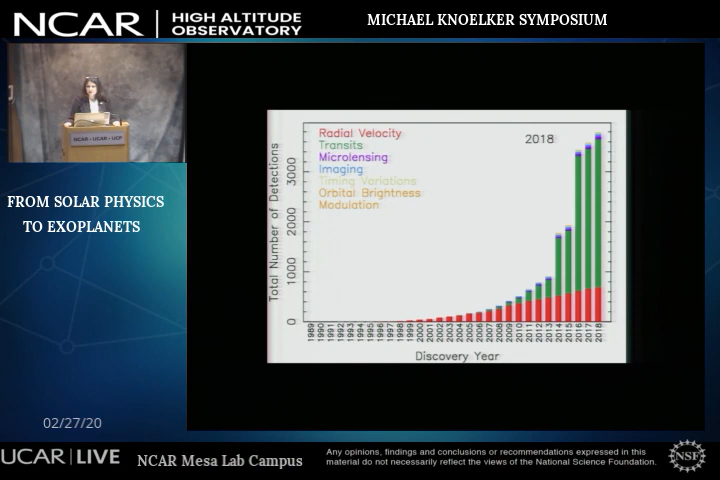 NCAR
HIGH ALTITUDE
OBSERVATORY
MICHAEL KNOELKER SYMPOSIUM
NCAR • UCAR • UCP
FROM SOLAR PHYSICS
TO EXOPLANETS
02/27/20
Radial Velocity
Transits
Microlensing
Imaging
Timing Variations
Orbital Brightness
Modulation
2018
Total Number of Detections
3000
2000
1000
0
1989 1990 1991 1992 1993 1994 1995 1996 1997 1998 1999 2000 2001 2002 2003 2004 2005 2006 2007 2008 2009 2010 2011 2012 2013 2014 2015 2016 2017 2018
Discovery Year
UCAR | LIVE
NCAR Mesa Lab Campus
Any opinions, findings and conclusions or recommendations expressed in this
material do not necessarily reflect the views of the National Science Foundation.
NSF